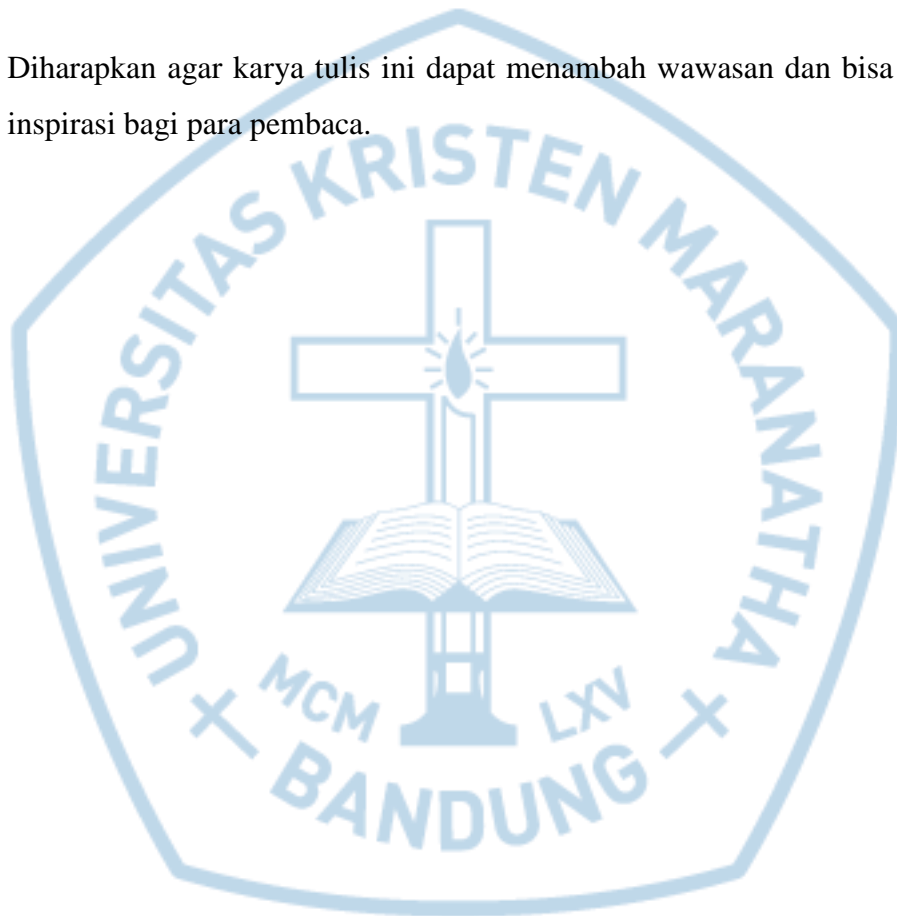 Diharapkan agar karya tulis ini dapat menambah wawasan dan bisa
inspirasi bagi para pembaca.
UNIVERSITAS KRISTEN MARANATHA
MCM LXV
BANDUNG